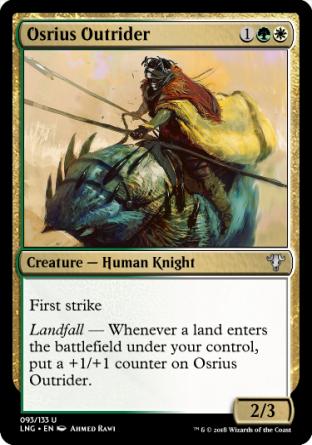 Osrius Outrider 1
Creature — Human Knight
First strike
Landfall — Whenever a land enters
the battlefield under your control,
put a +1/+1 counter on Osrius
Outrider.
2/3
093/133 U
LNG • EN Ahmed Rawi
™ & © 2018 Wizards of the Coast